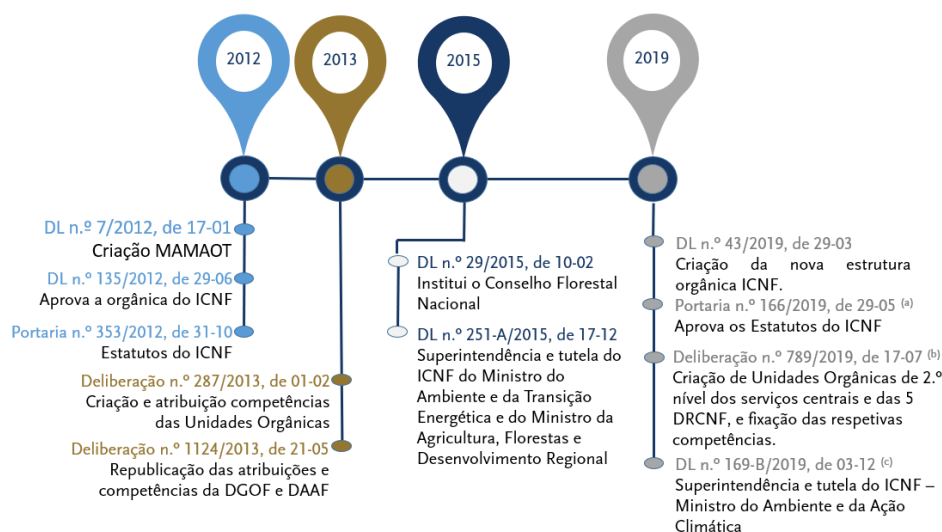 2012
2013
2015
2019
DL n.º 7/2012, de 17-01
Criação MAMAOT
DL n.º 135/2012, de 29-06
Aprova a orgânica do ICNF
Portaria n.º 353/2012, de 31-10
Estatutos do ICNF
Deliberação n.º 287/2013, de 01-02
Criação e atribuição competências
das Unidades Orgânicas
Deliberação n.º 1124/2013, de 21-05
Republicação das atribuições e
competências da DGOF e DAAF
DL n.º 29/2015, de 10-02
Institui o Conselho Florestal
Nacional
DL n.º 251-A/2015, de 17-12
Superintendência e tutela do
ICNF do Ministro do
Ambiente e da Transição
Energética e do Ministro da
Agricultura, Florestas e
Desenvolvimento Regional
DL n.º 43/2019, de 29-03
Criação da nova estrutura
orgânica ICNF.
Portaria n.º 166/2019, de 29-05 (a)
Aprova os Estatutos do ICNF
Deliberação n.º 789/2019, de 17-07 (b)
Criação de Unidades Orgânicas de 2.º
nível dos serviços centrais e das 5
DRCNF, e fixação das respetivas
competências.
DL n.º 169-B/2019, de 03-12 (c)
Superintendência e tutela do ICNF –
Ministro do Ambiente e da Ação
Climática